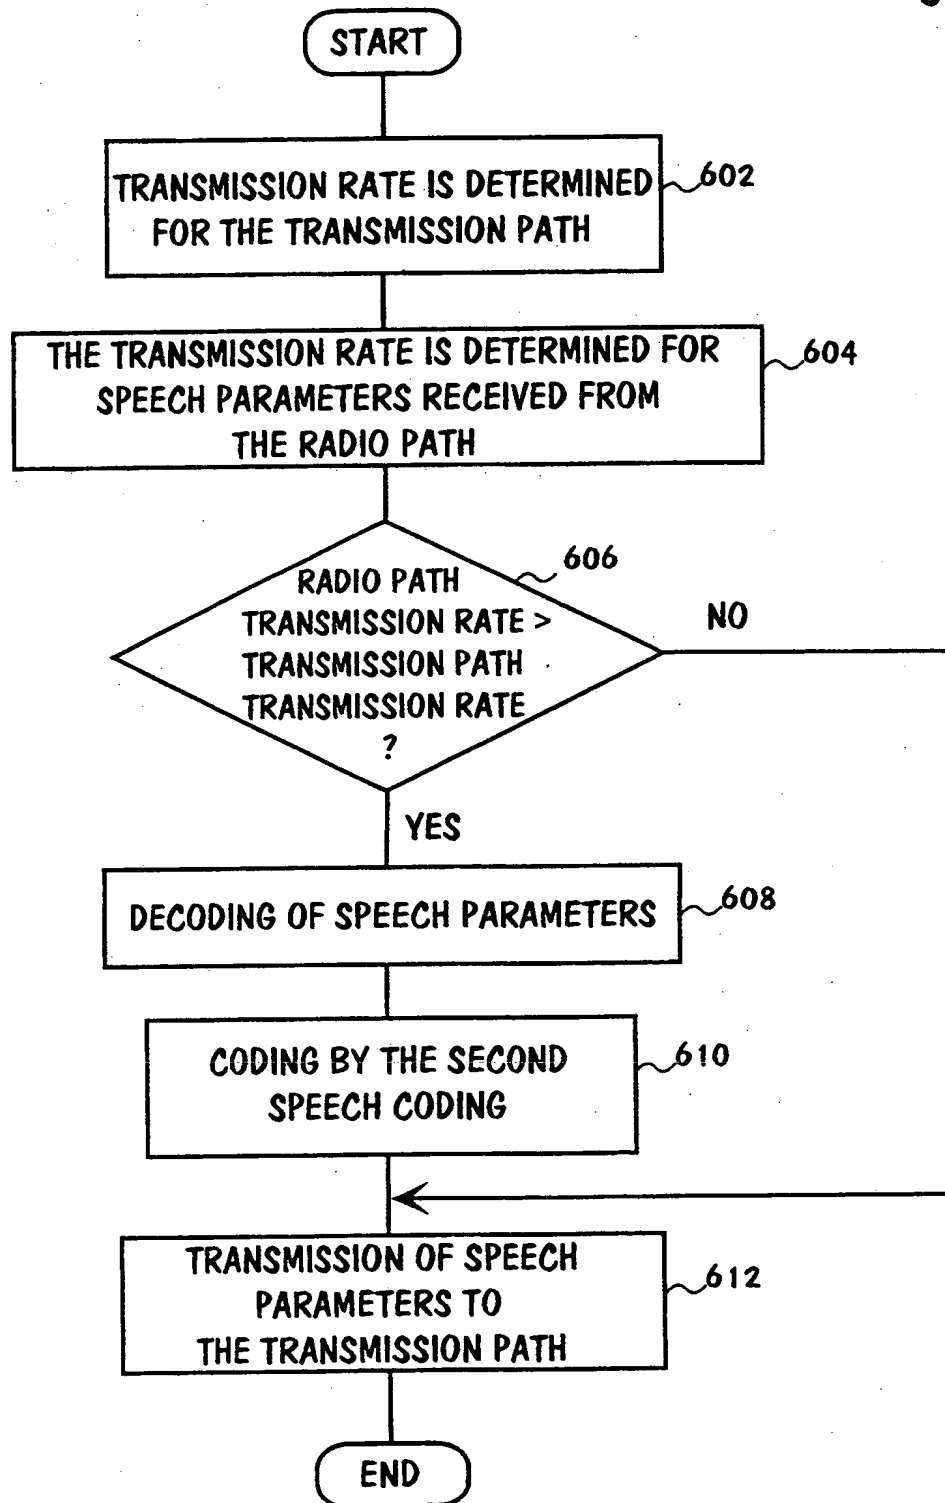 START
TRANSMISSION RATE IS DETERMINED
FOR THE TRANSMISSION PATH
602
THE TRANSMISSION RATE IS DETERMINED FOR
SPEECH PARAMETERS RECEIVED FROM
THE RADIO PATH
604
606
RADIO PATH
TRANSMISSION RATE >
TRANSMISSION PATH
TRANSMISSION RATE
?
NO
YES
DECODING OF SPEECH PARAMETERS
608
CODING BY THE SECOND
SPEECH CODING
610
TRANSMISSION OF SPEECH
PARAMETERS TO
THE TRANSMISSION PATH
612
END